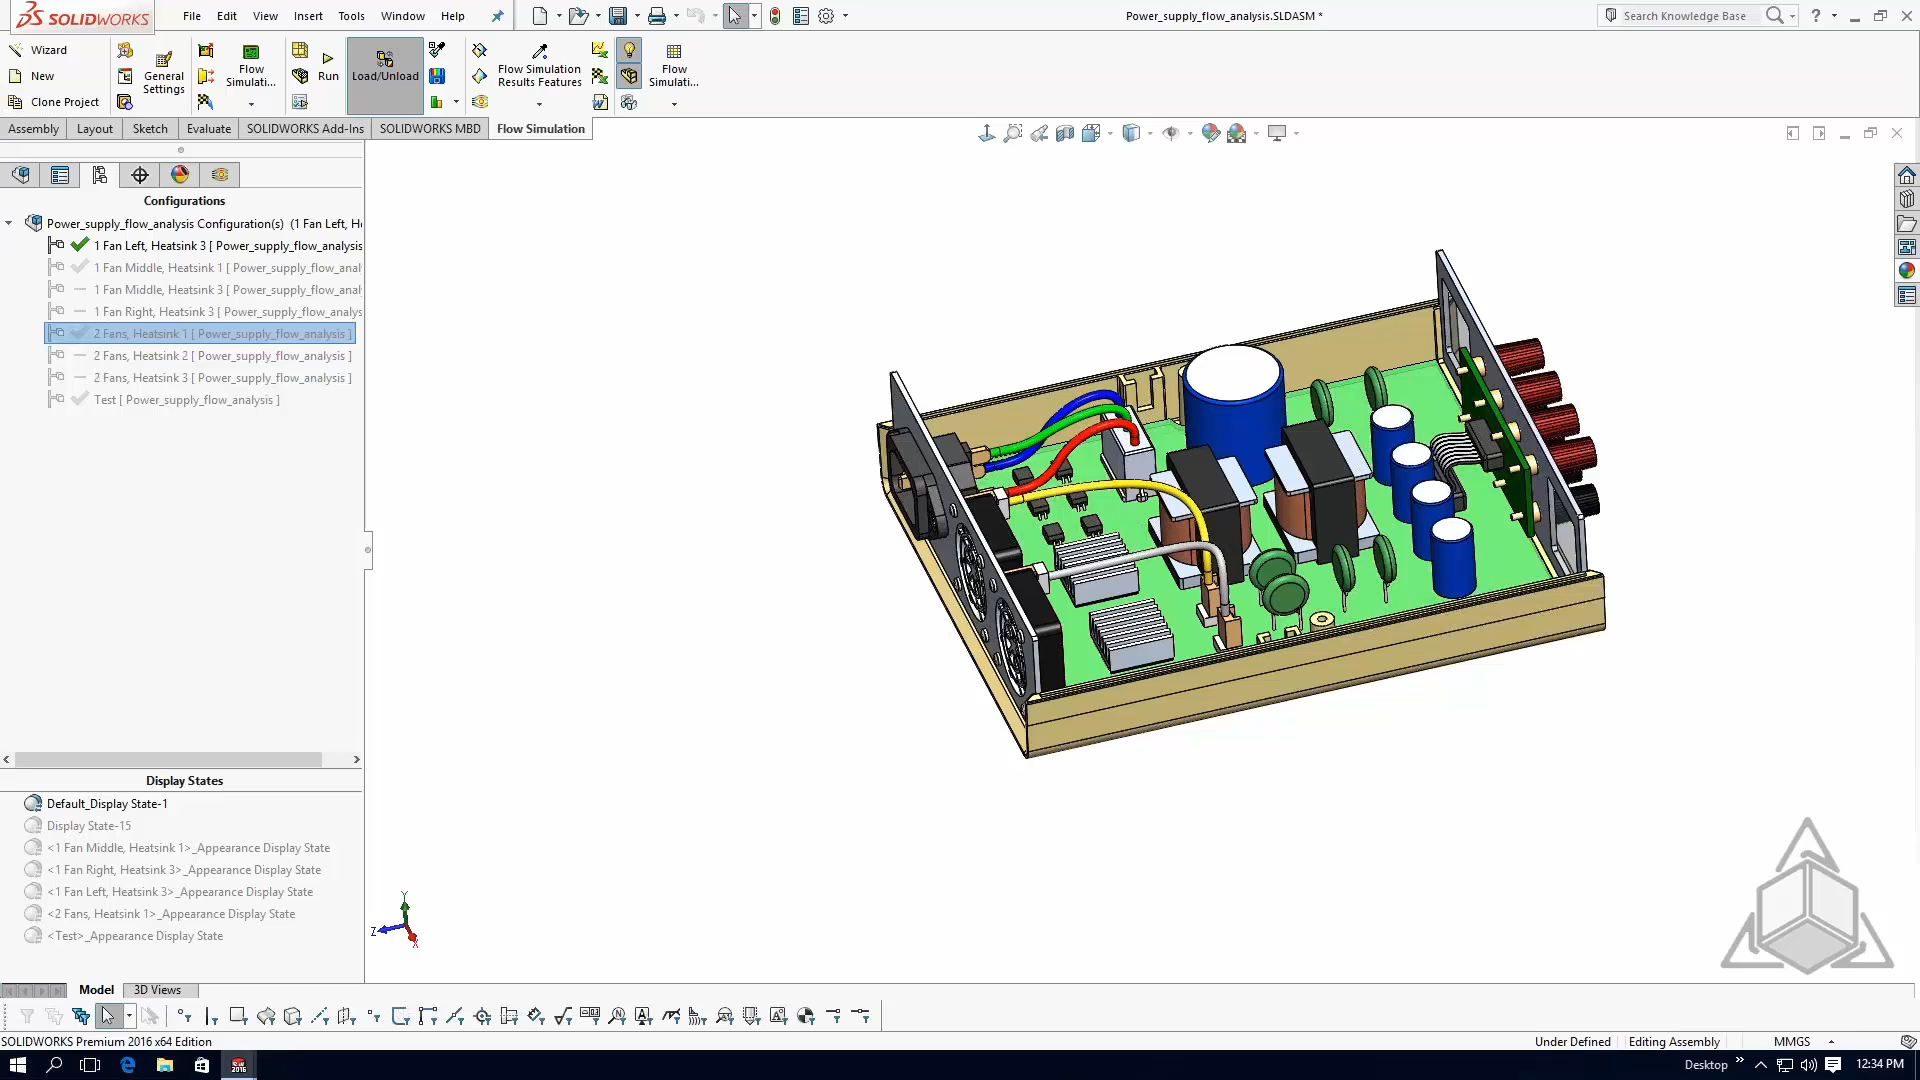 SOLIDWORKS
File Edit View Insert Tools Window Help
Power_supply_flow_analysis.SLDASM *
Search Knowledge Base
Wizard
New
Clone Project
General Settings
Flow Simulati...
Run
Load/Unload
Flow Simulation Results Features
Flow Simulati...
Assembly Layout Sketch Evaluate SOLIDWORKS Add-Ins SOLIDWORKS MBD Flow Simulation
Configurations
Power_supply_flow_analysis Configuration(s) (1 Fan Left, H
1 Fan Left, Heatsink 3 [ Power_supply_flow_analysis
1 Fan Middle, Heatsink 1 [ Power_supply_flow_anal
1 Fan Middle, Heatsink 3 [ Power_supply_flow_anal
1 Fan Right, Heatsink 3 [ Power_supply_flow_analys
2 Fans, Heatsink 1 [ Power_supply_flow_analysis ]
2 Fans, Heatsink 2 [ Power_supply_flow_analysis ]
2 Fans, Heatsink 3 [ Power_supply_flow_analysis ]
Test [ Power_supply_flow_analysis ]
Display States
Default_Display State-1
Display State-15
<1 Fan Middle, Heatsink 1>_Appearance Display State
<1 Fan Right, Heatsink 3>_Appearance Display State
<1 Fan Left, Heatsink 3>_Appearance Display State
<2 Fans, Heatsink 1>_Appearance Display State
<Test>_Appearance Display State
Y
Z
X
Model 3D Views
SOLIDWORKS Premium 2016 x64 Edition
Under Defined Editing Assembly MMGS
Desktop
12:34 PM